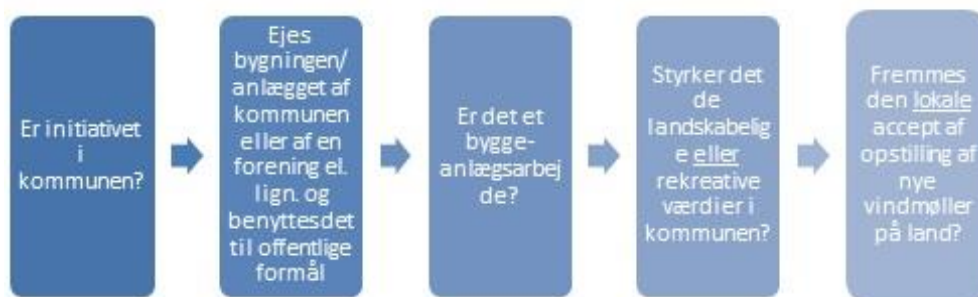 Er initiativet
i
kommunen?
Ejes
bygningen/
anlægget af
kommunen
eller af en
forening el.
lign. og
benyttesdet
til offentlige
formål
Er det et
bygge-
anlægsarbej
de?
Styrker det
de
landskabelig
e eller
rekreative
værdier i
kommunen?
Fremmes
den lokale
accept af
opstilling af
nye
vindmøller
på land?